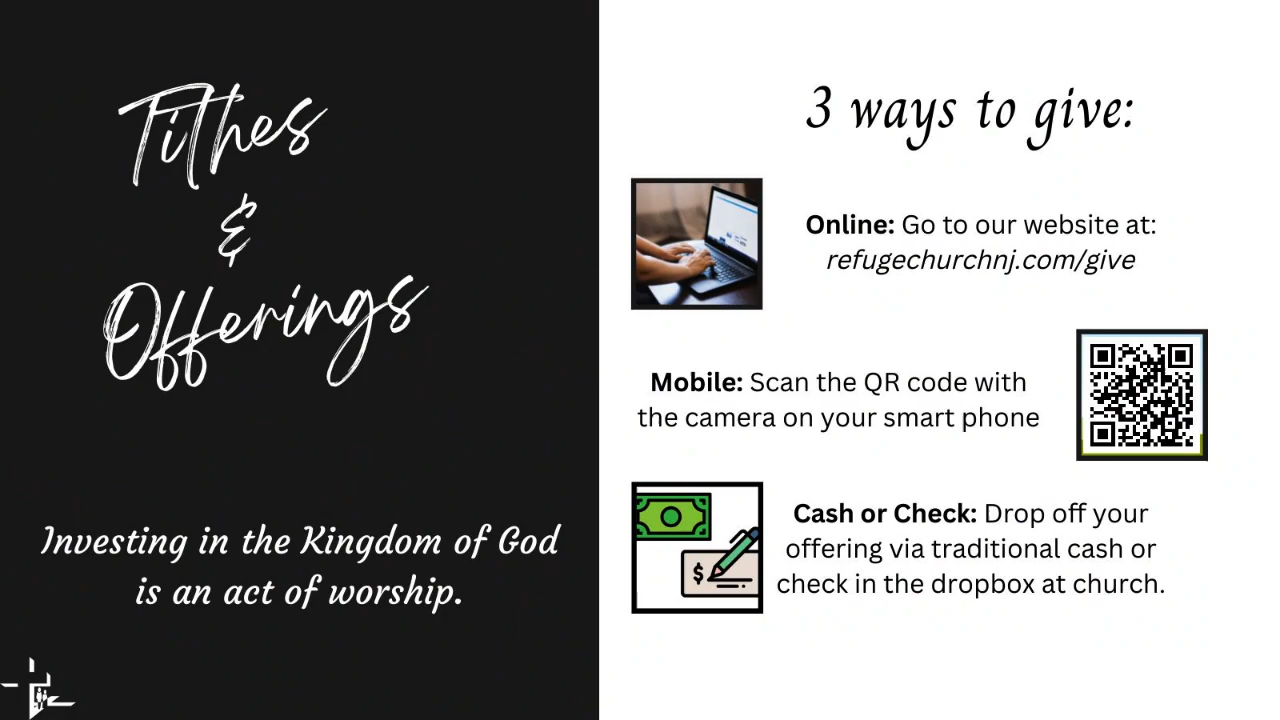 Tithes
&
Offerings
Investing in the Kingdom of God
is an act of worship.
3 ways to give:
Online: Go to our website at:
refugechurchnj.com/give
Mobile: Scan the QR code with
the camera on your smart phone
$
Cash or Check: Drop off your
offering via traditional cash or
check in the dropbox at church.